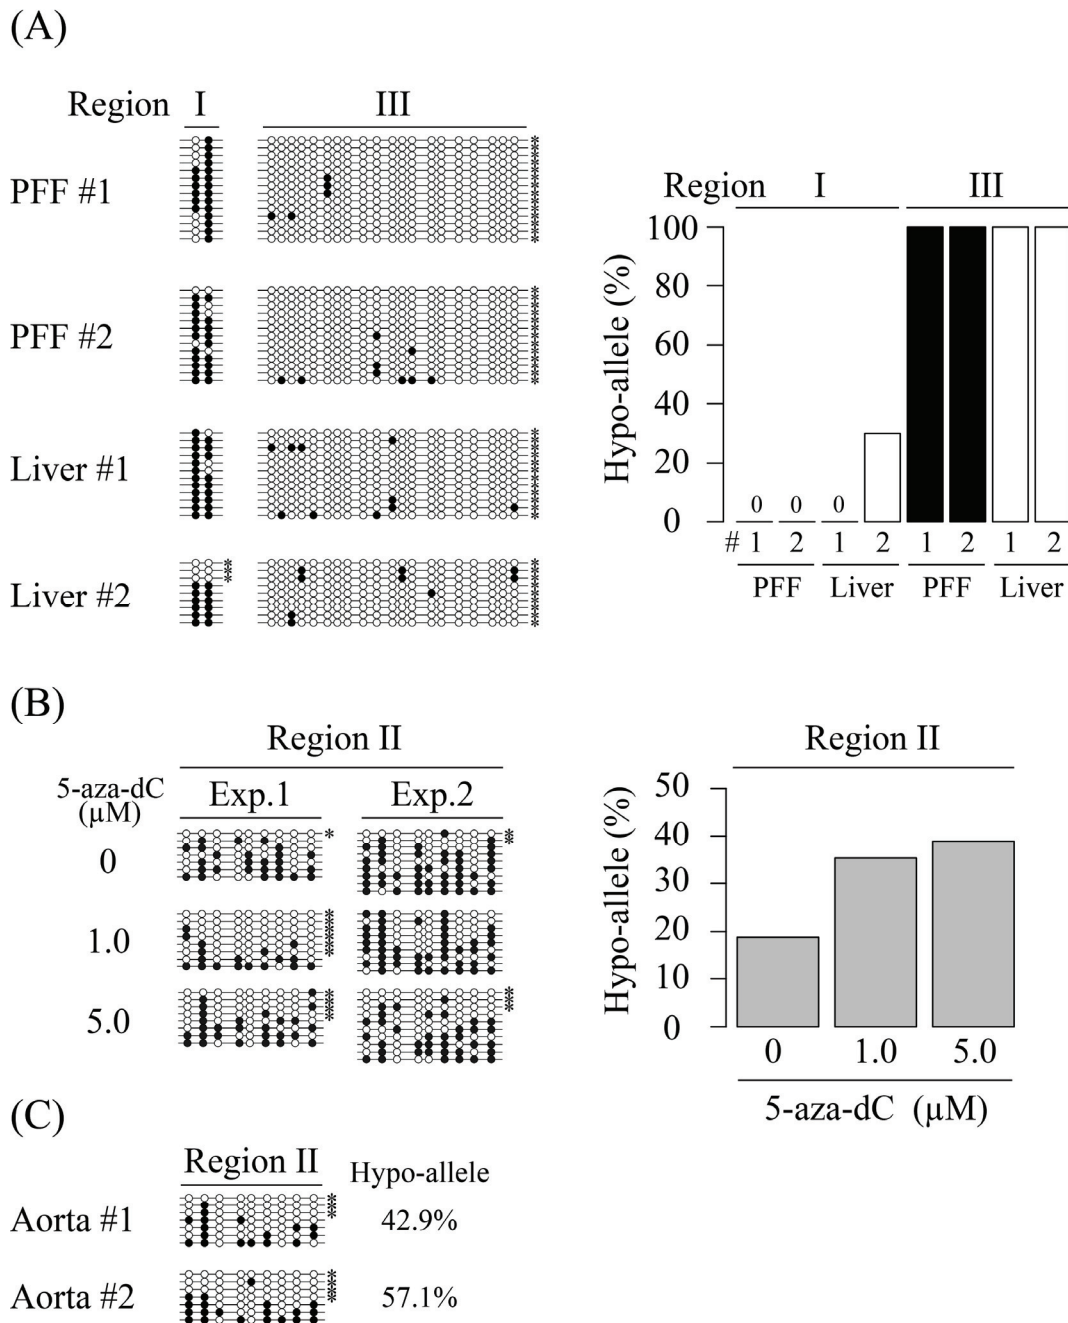 (A)
Region I III
PFF #1
PFF #2
Liver #1
Liver #2
Region I III
Hypo-allele (%)
100
80
60
40
20
0
0 0 0
# 1 2 1 2 1 2 1 2
PFF Liver PFF Liver
(B)
Region II
5-aza-dC
(µM)
Exp.1 Exp.2
0
1.0
5.0
Region II
Hypo-allele (%)
50
40
30
20
10
0
0 1.0 5.0
5-aza-dC (µM)
(C)
Region II Hypo-allele
Aorta #1 42.9%
Aorta #2 57.1%